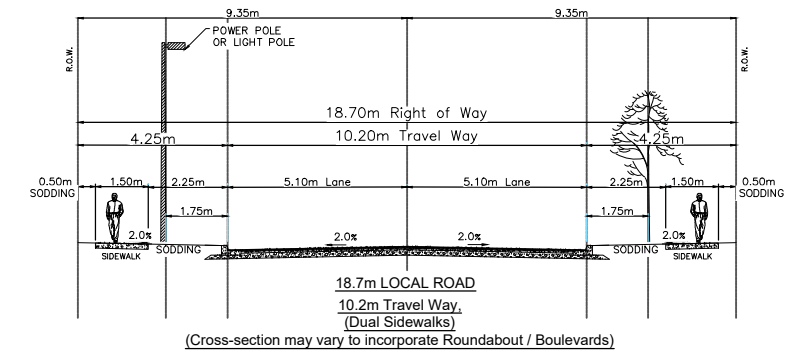 9.35m 9.35m
POWER POLE
OR LIGHT POLE
R.O.W. R.O.W.
18.70m Right of Way
4.25m 10.20m Travel Way 4.25m
0.50m 1.50m 2.25m 5.10m Lane 5.10m Lane 2.25m 1.50m 0.50m
SODDING SODDING
1.75m 1.75m
2.0% 2.0% 2.0% 2.0%
SIDEWALK SODDING SODDING SIDEWALK
18.7m LOCAL ROAD
10.2m Travel Way,
(Dual Sidewalks)
(Cross-section may vary to incorporate Roundabout / Boulevards)